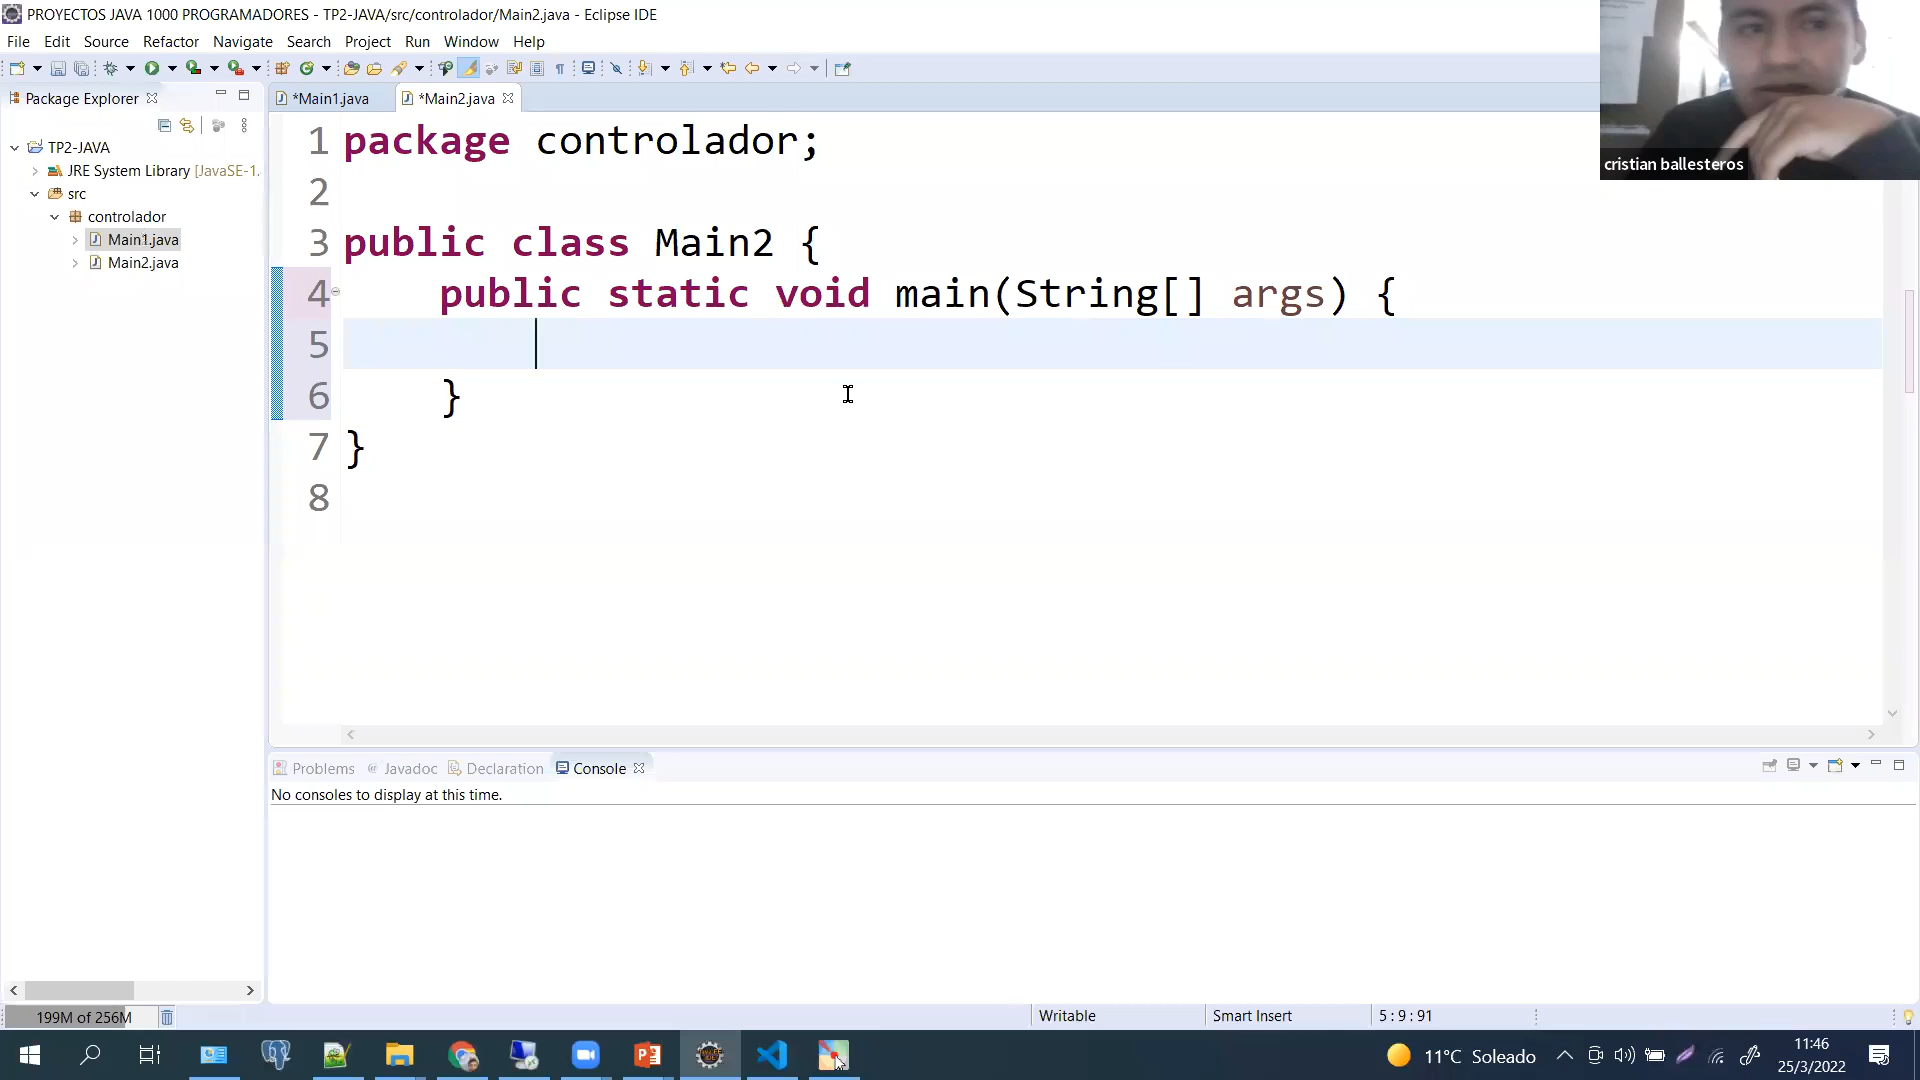 PROYECTOS JAVA 1000 PROGRAMADORES - TP2-JAVA/src/controlador/Main2.java - Eclipse IDE
File Edit Source Refactor Navigate Search Project Run Window Help
Package Explorer
*Main1.java
*Main2.java
TP2-JAVA
JRE System Library [JavaSE-1.
src
controlador
Main1.java
Main2.java
1 package controlador;
2
3 public class Main2 {
4 public static void main(String[] args) {
5
6 }
7 }
8
cristian ballesteros
Problems @ Javadoc Declaration Console
No consoles to display at this time.
199M of 256M
Writable
Smart Insert
5 : 9 : 91
11°C Soleado
11:46
25/3/2022